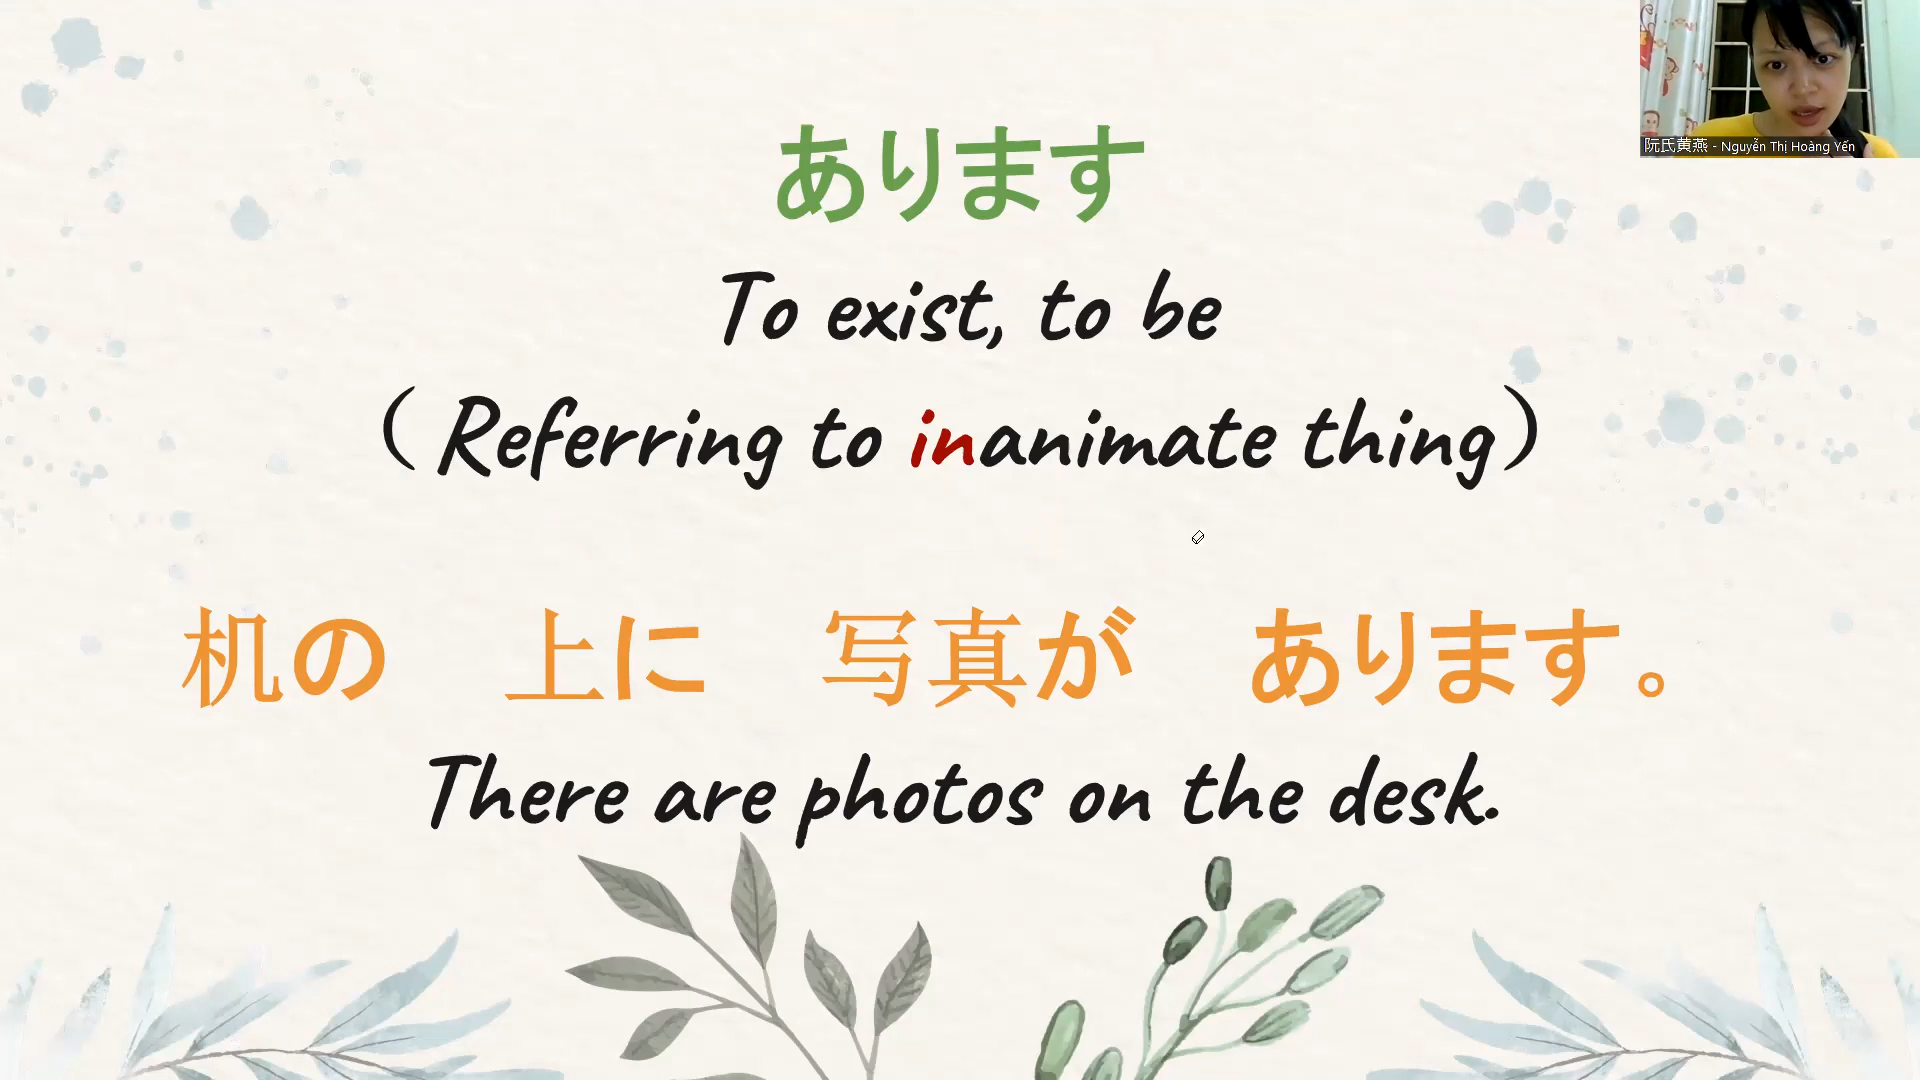 阮氏黄燕 - Nguyễn Thị Hoàng Yến
あります
To exist, to be
（Referring to inanimate thing）
机の　上に　写真が　あります。
There are photos on the desk.